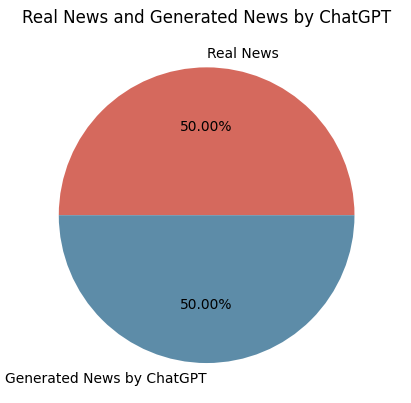 Real News and Generated News by ChatGPT
Real News
50.00%
50.00%
Generated News by ChatGPT